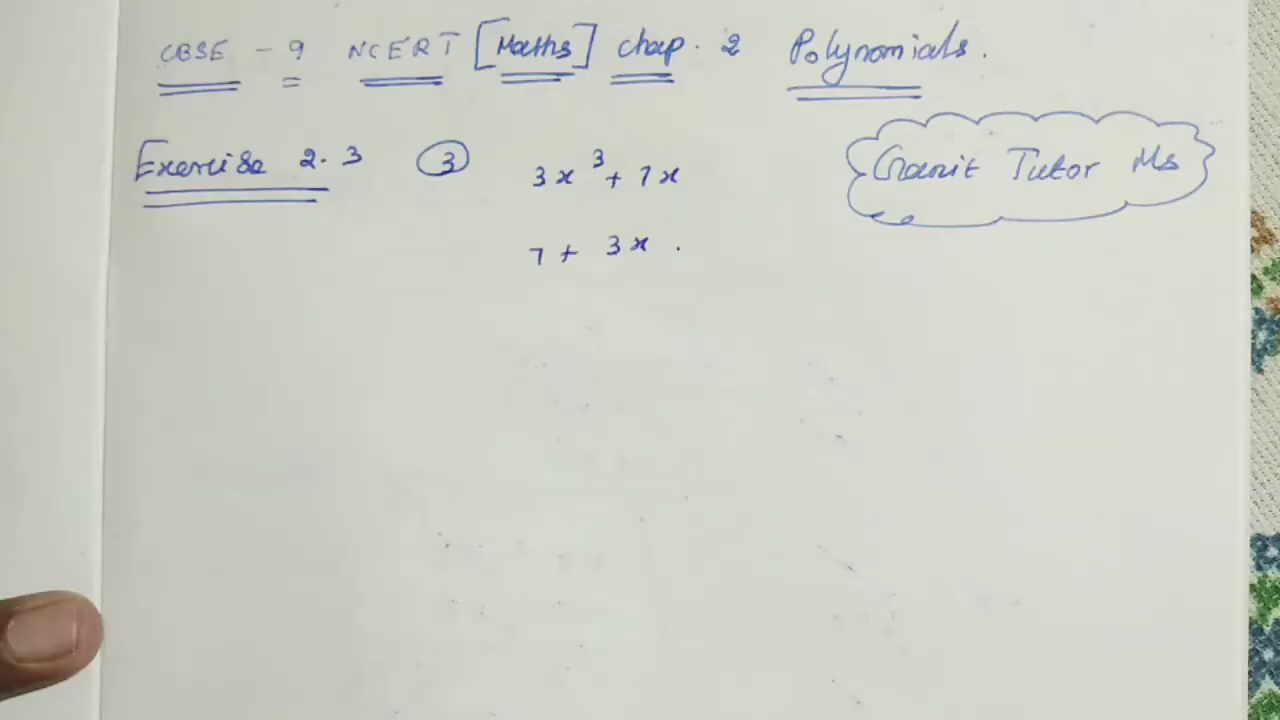 CBSE - 9 NCERT [Maths] Chap. 2 Polynomials.
Exercise 2.3 ③ 3x³ + 7x
Ganit Tutor Ms
7 + 3x .